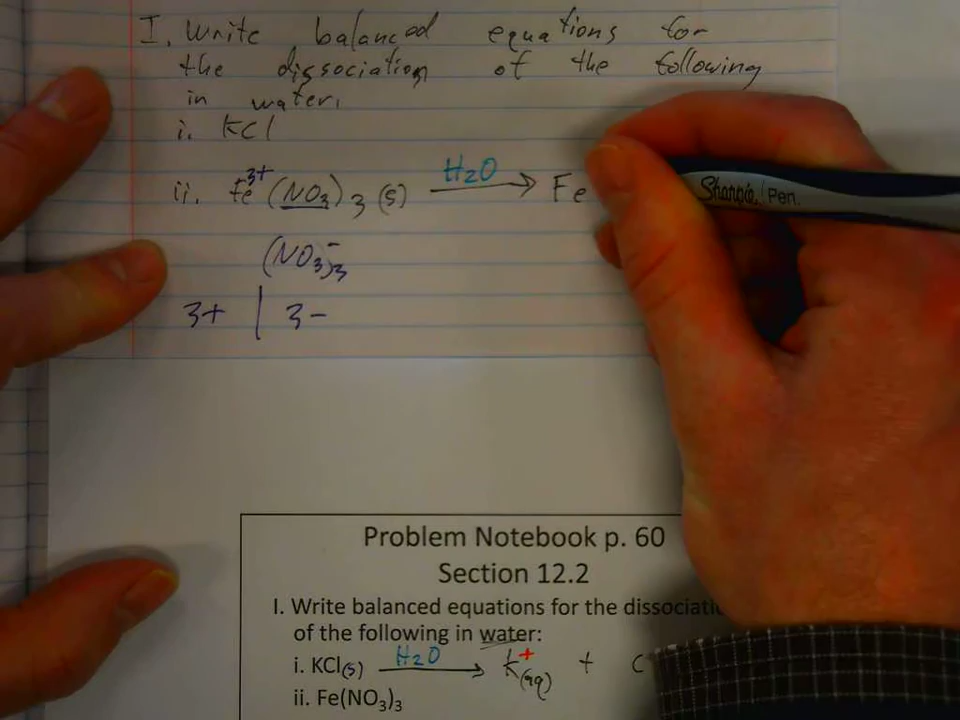 I. Write balanced equations for
the dissociation of the following
in water.
i. KCl
ii. Fe³⁺(NO₃)₃(s) —H₂O→ Fe
Sharpie Pen.
(NO₃)⁻₃
3+ | 3-
Problem Notebook p. 60
Section 12.2
I. Write balanced equations for the dissociati
of the following in water:
i. KCl(s) —H₂O→ K⁺(aq) + C
ii. Fe(NO₃)₃